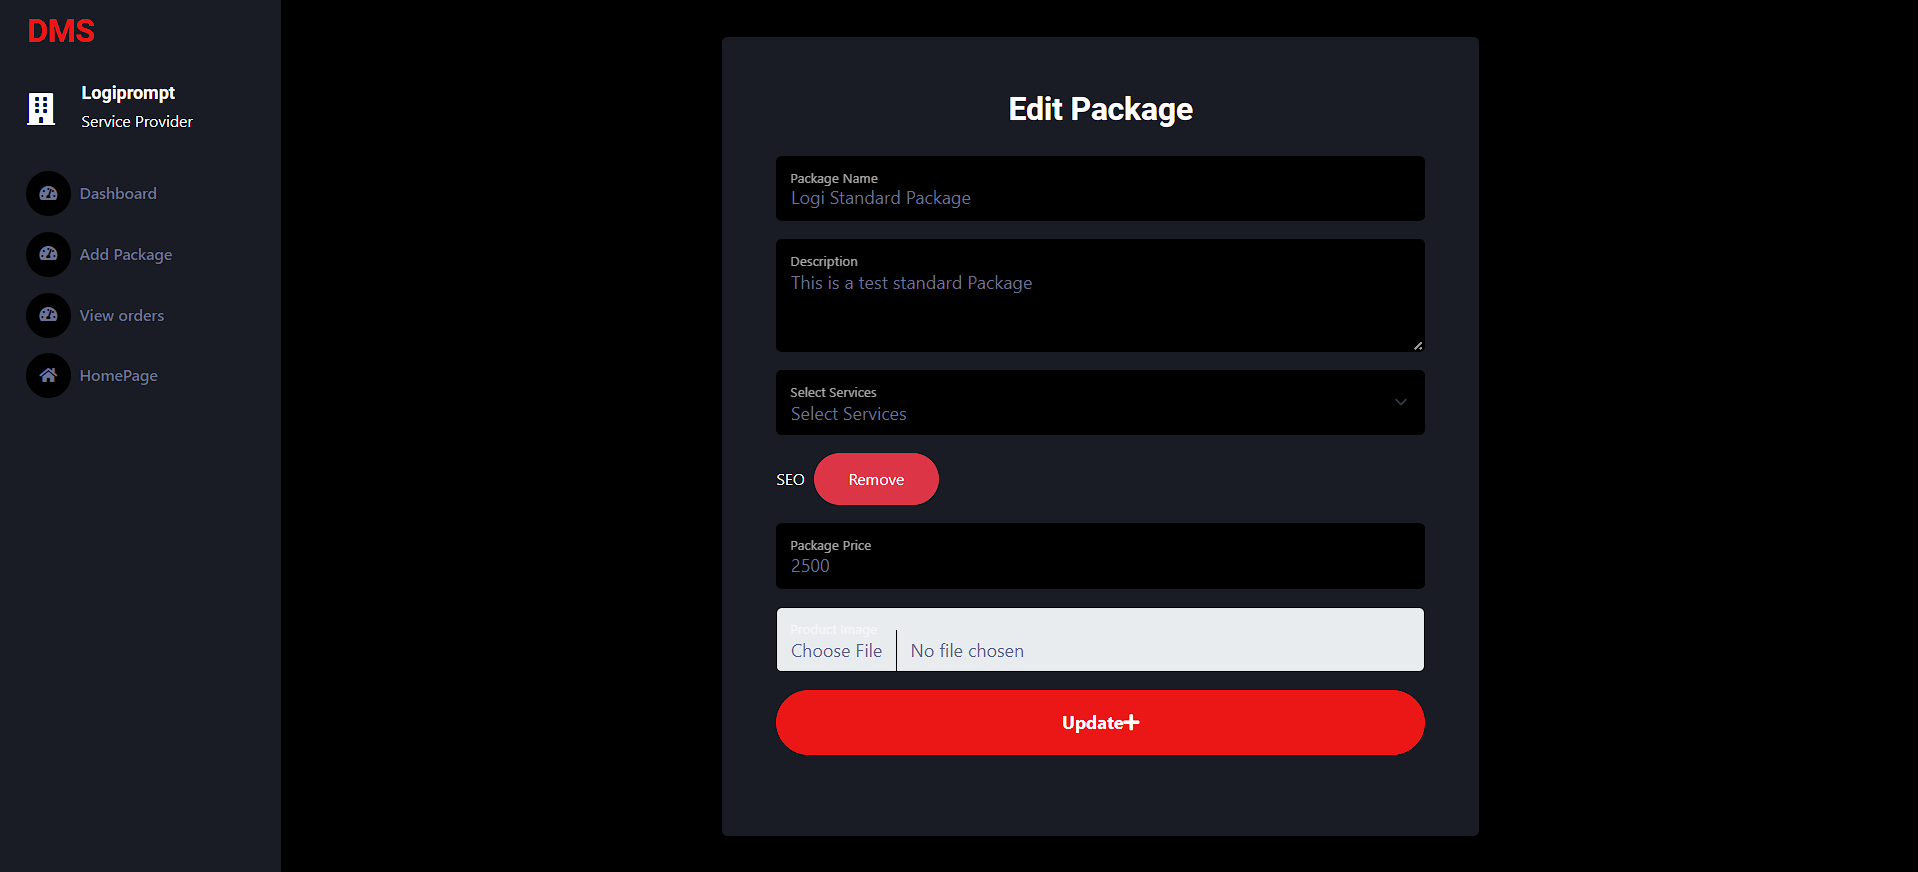 DMS
Logiprompt
Service Provider
Dashboard
Add Package
View orders
HomePage
Edit Package
Package Name
Logi Standard Package
Description
This is a test standard Package
Select Services
Select Services
SEO Remove
Package Price
2500
Product Image
Choose File No file chosen
Update